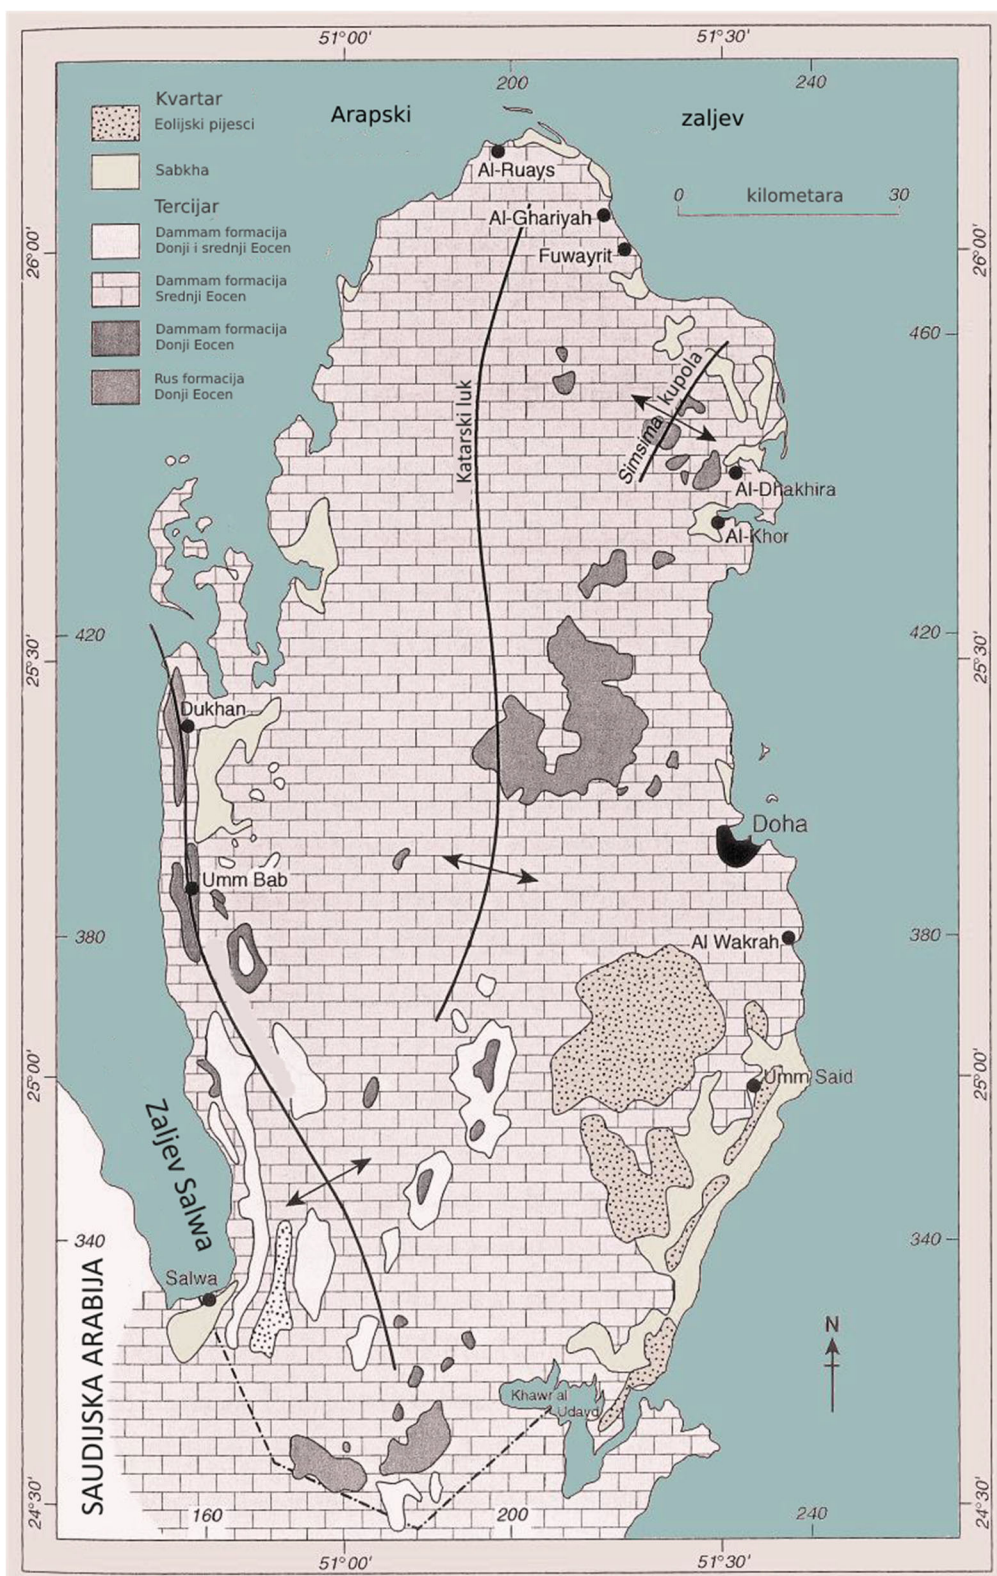 51°00'
51°30'
200
240
Kvartar
Eolijski pijesci
Sabkha
Tercijar
Dammam formacija
Donji i srednji Eocen
Dammam formacija
Srednji Eocen
Dammam formacija
Donji Eocen
Rus formacija
Donji Eocen
Arapski
zaljev
0
kilometara
30
Al-Ruays
Al-Ghariyah
Fuwayrit
26°00'
26°00'
460
Katarski luk
Simsima kupola
Al-Dhakhira
Al-Khor
420
420
25°30'
25°30'
Dukhan
Doha
Umm Bab
380
380
Al Wakrah
25°00'
25°00'
Umm Said
Zaljev Salwa
340
340
Salwa
SAUDIJSKA ARABIJA
N
Khawr al
Udayd
24°30'
24°30'
160
200
240
51°00'
51°30'